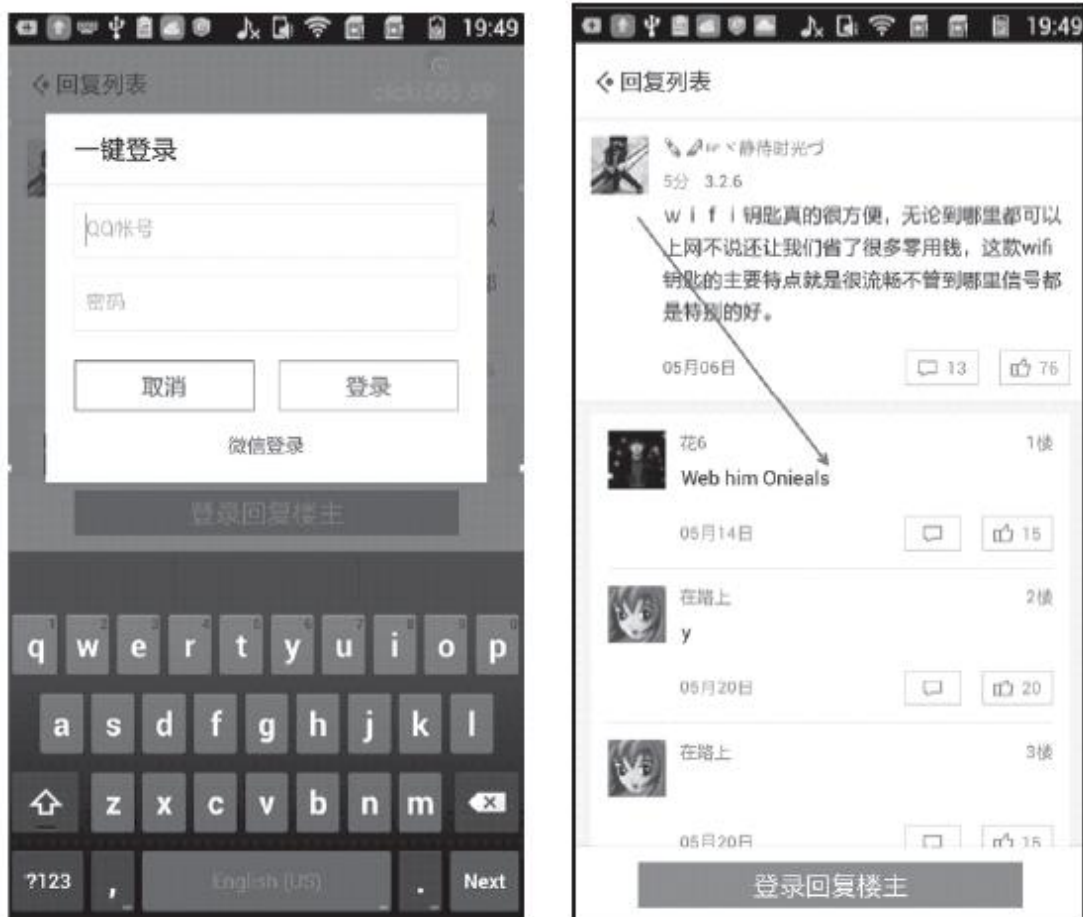 19:49
回复列表
一键登录
QQ帐号
密码
取消
登录
微信登录
登录回复楼主
q w e r t y u i o p
a s d f g h j k l
z x c v b n m
?123 , English (US) . Next
19:49
回复列表
静待时光づ
5分 3.2.6
wifi钥匙真的很方便，无论到哪里都可以
上网不说还让我们省了很多零用钱，这款wifi
钥匙的主要特点就是很流畅不管到哪里信号都
是特别的好。
05月06日 13 76
花6 1楼
Web him Onieals
05月14日 15
在路上 2楼
y
05月20日 20
在路上 3楼
05月20日 15
登录回复楼主